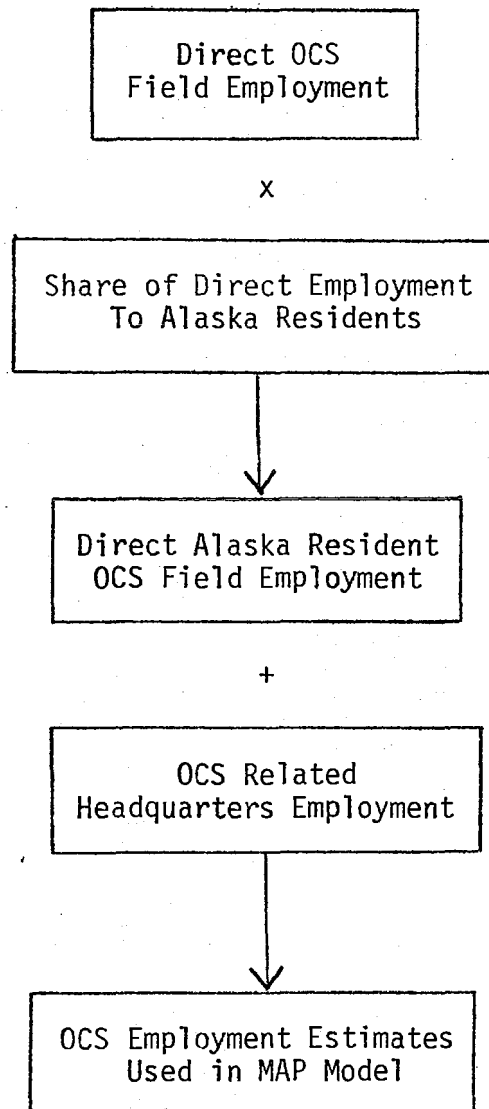 Direct OCS
Field Employment
x
Share of Direct Employment
To Alaska Residents
Direct Alaska Resident
OCS Field Employment
+
OCS Related
Headquarters Employment
OCS Employment Estimates
Used in MAP Model